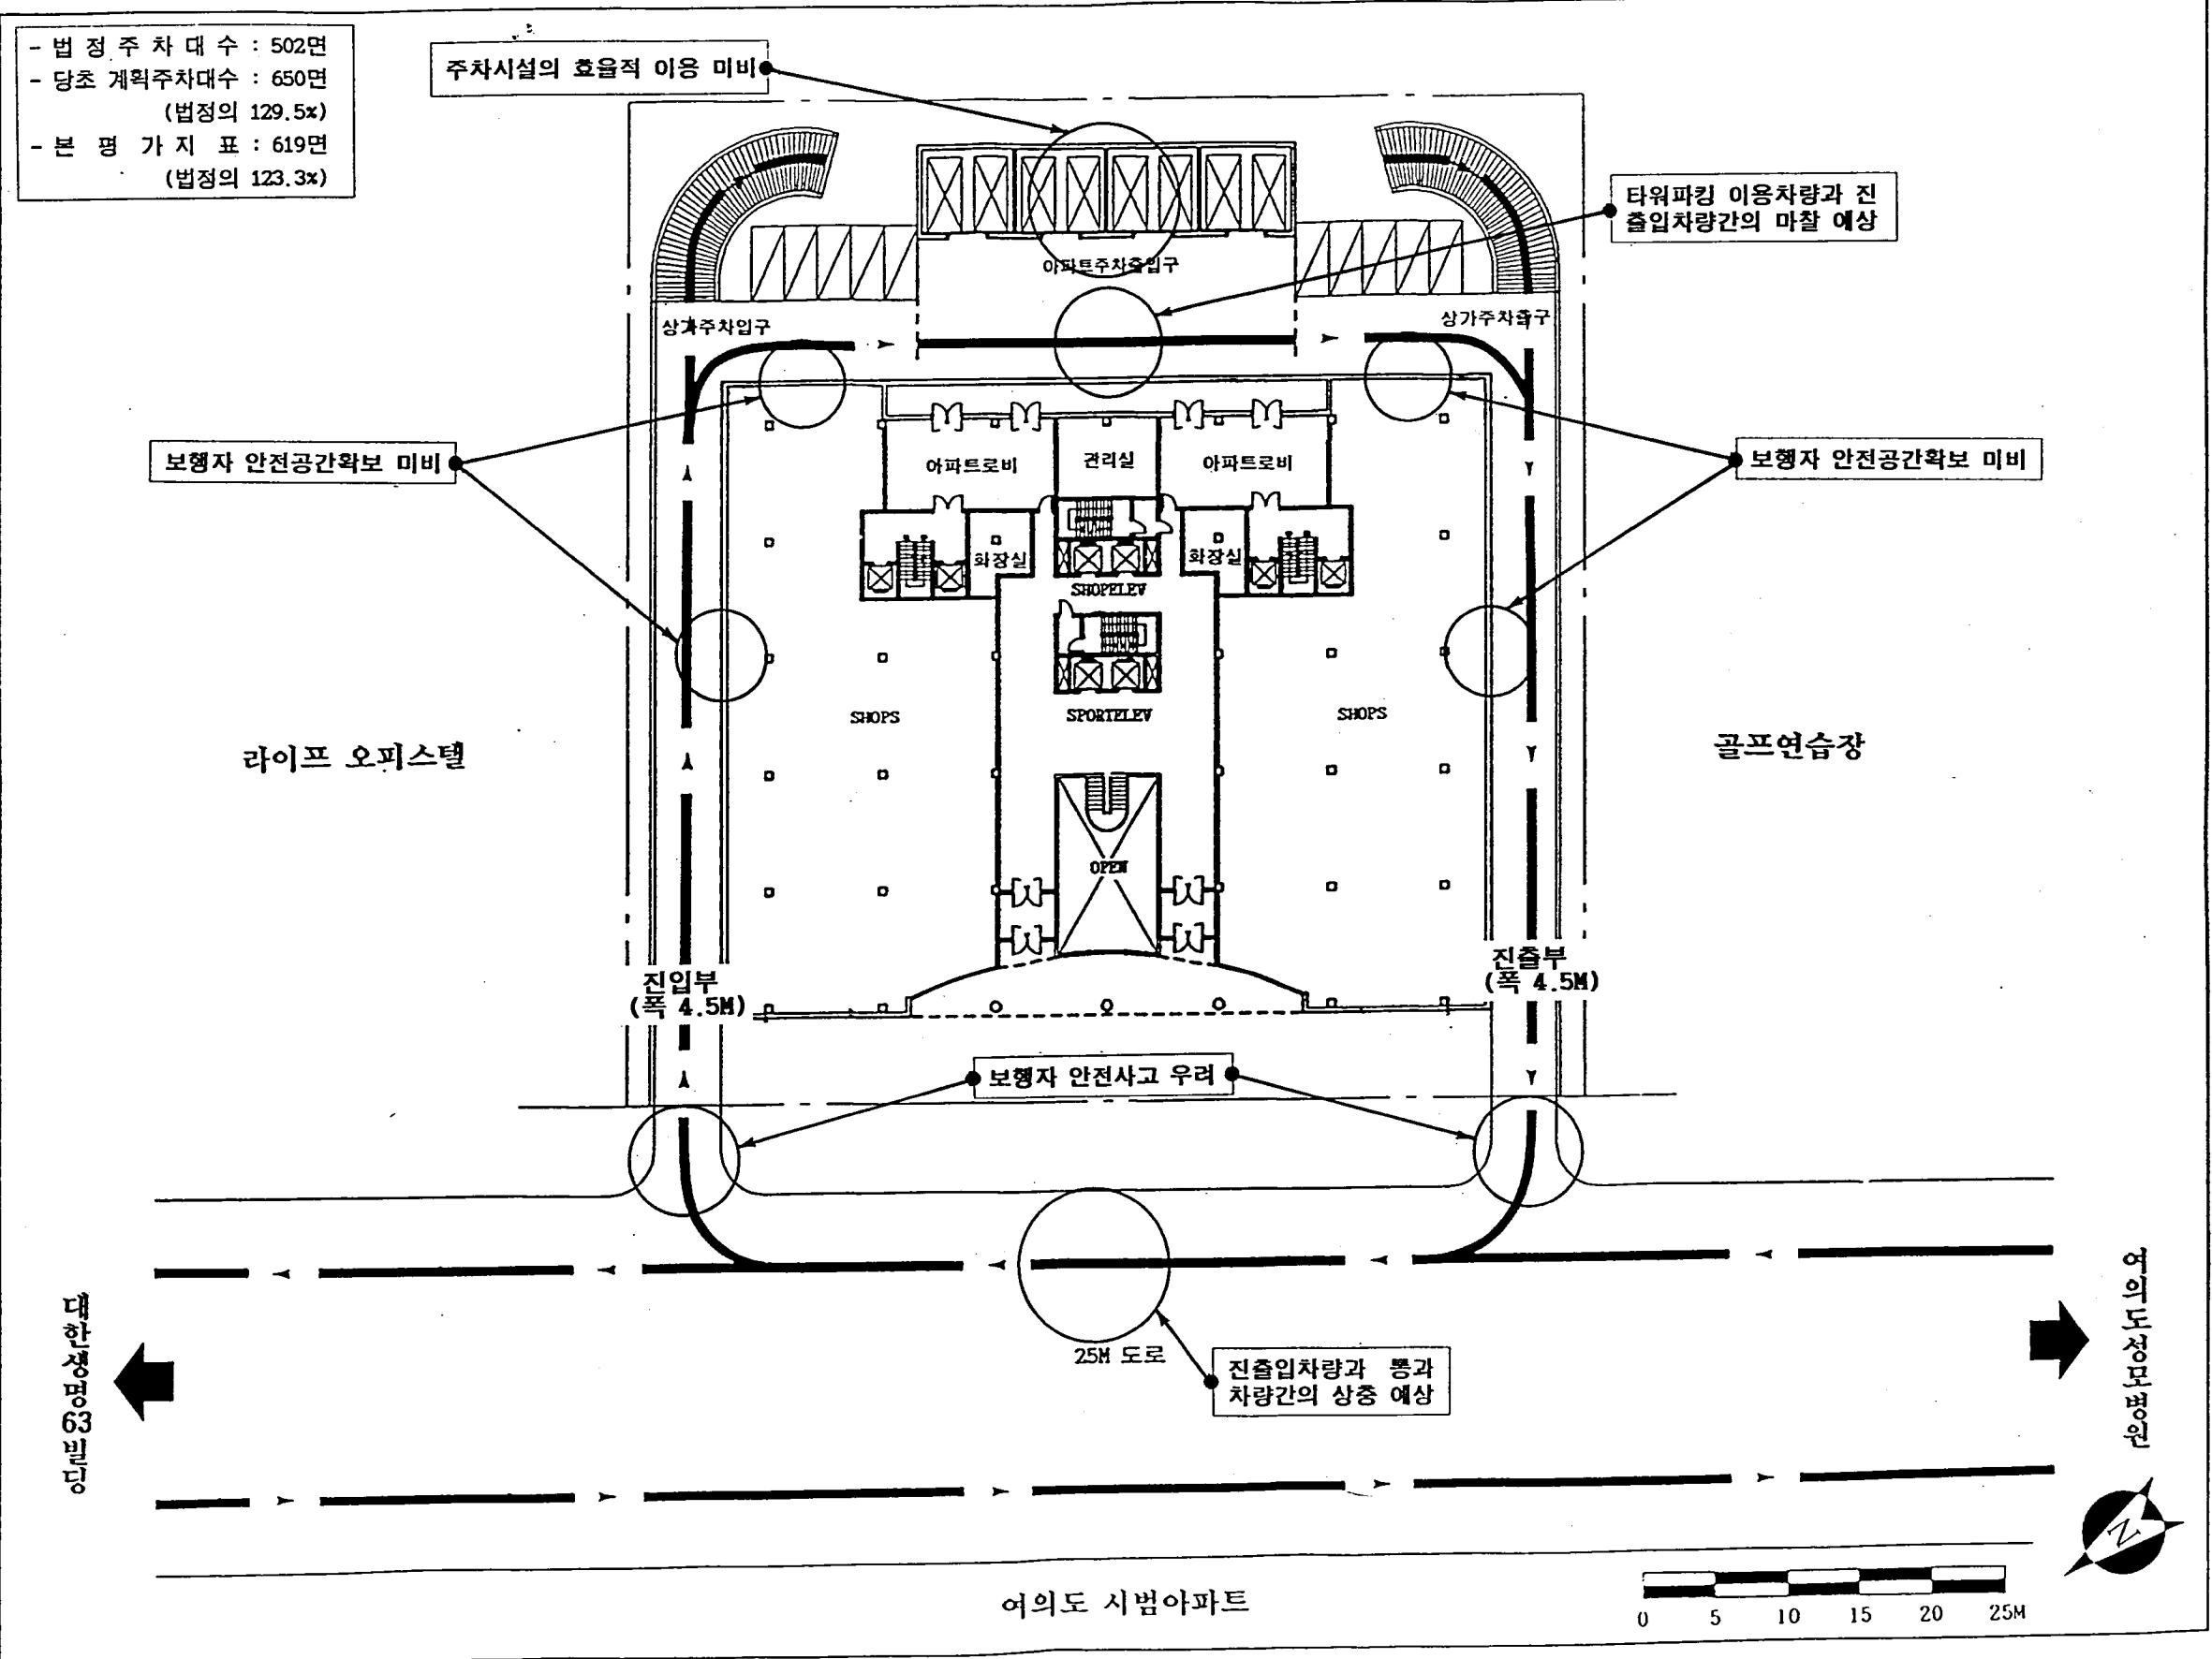 - 법 정 주 차 대 수 : 502면
- 당초 계획주차대수 : 650면
(법정의 129.5%)
- 본 평 가 지 표 : 619면
(법정의 123.3%)
주차시설의 효율적 이용 미비
타워파킹 이용차량과 진
출입차량간의 마찰 예상
아파트주차출입구
상가주차입구
상가주차출구
보행자 안전공간확보 미비
보행자 안전공간확보 미비
아파트로비
관리실
아파트로비
화장실
화장실
SHOPELEV
SHOPS
SPORTELEV
SHOPS
라이프 오피스텔
골프연습장
OPEN
진입부
(폭 4.5M)
진출부
(폭 4.5M)
보행자 안전사고 우려
25M 도로
진출입차량과 통과
차량간의 상충 예상
대한생명63빌딩
여의도성모병원
여의도 시범아파트
N
0 5 10 15 20 25M